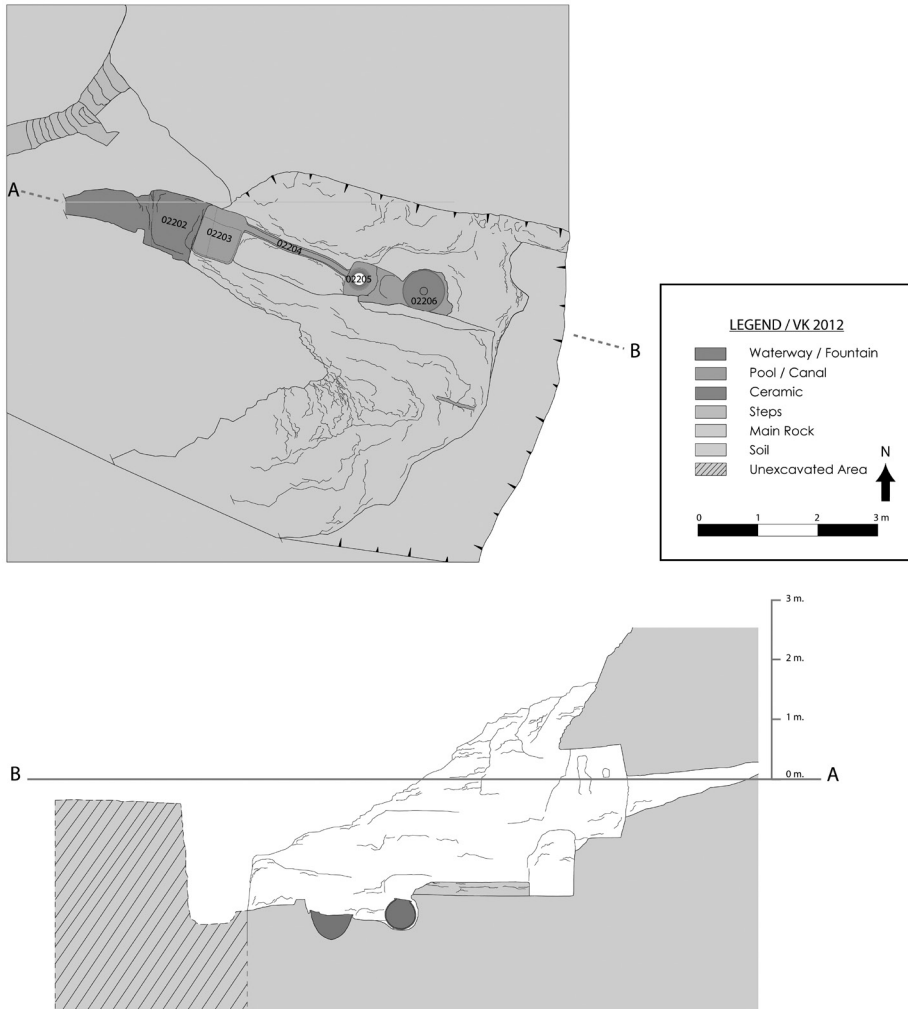 A
02202
02203
02204
02205
02206
B
LEGEND / VK 2012
Waterway / Fountain
Pool / Canal
Ceramic
Steps
Main Rock
Soil
Unexcavated Area
N
0 1 2 3 m
3 m.
2 m.
1 m.
B 0 m. A